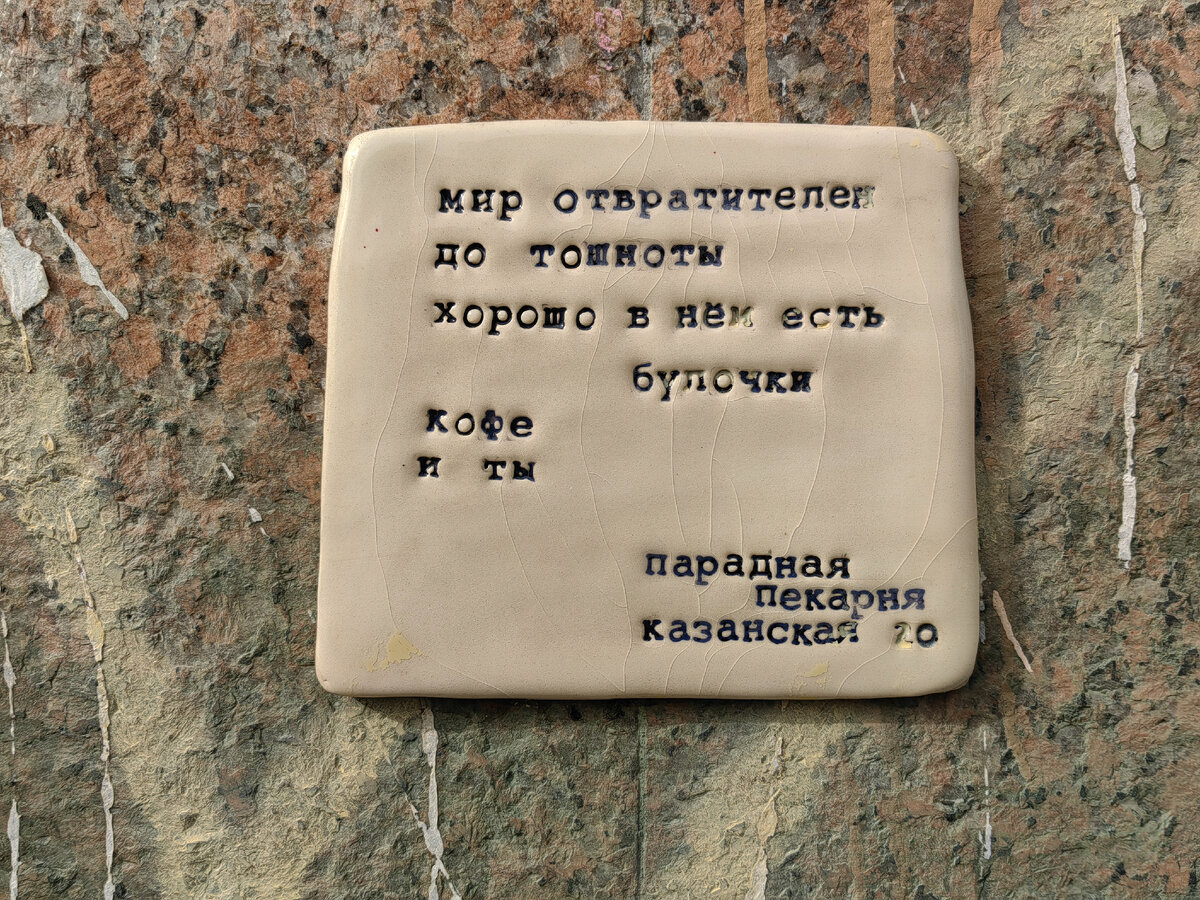 мир отвратителен
до тошноты
хорошо в нём есть
булочки
кофе
и ты
парадная
пекарня
казанская 20